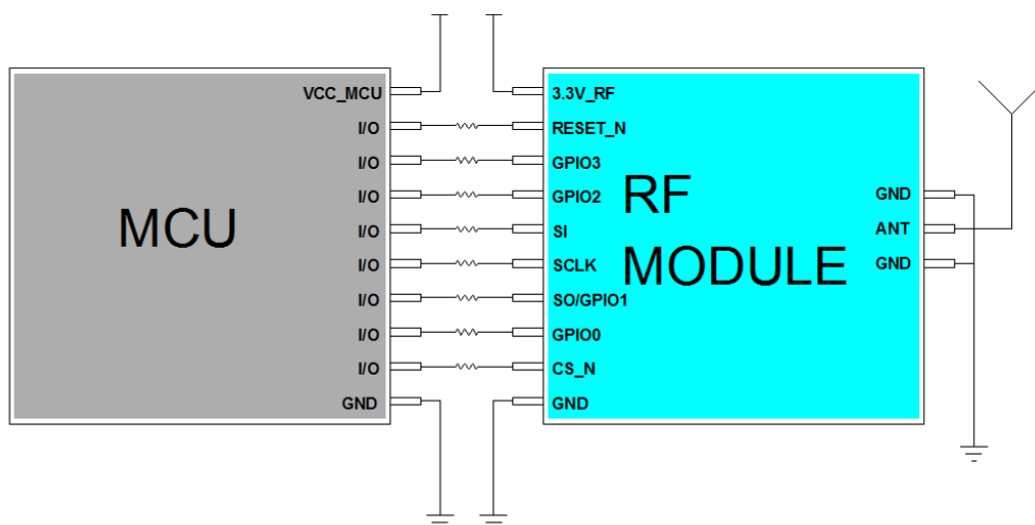 VCC_MCU
I/O
I/O
I/O
I/O
I/O
I/O
I/O
I/O
GND
MCU
3.3V_RF
RESET_N
GPIO3
GPIO2
SI
SCLK
SO/GPIO1
GPIO0
CS_N
GND
RF
MODULE
GND
ANT
GND